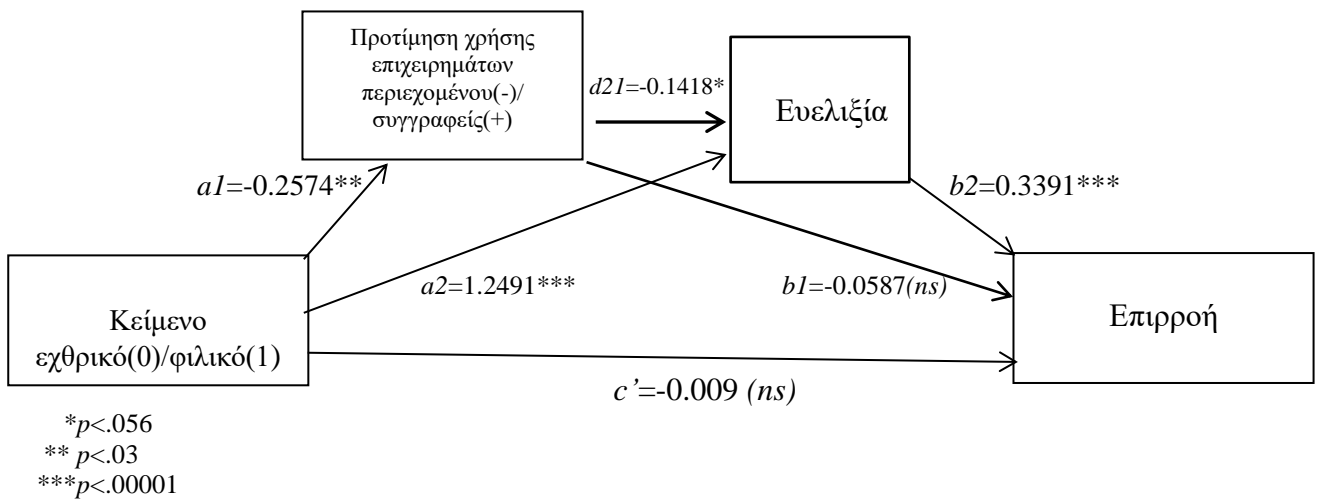 Προτίμηση χρήσης
επιχειρημάτων
περιεχομένου(-)/
συγγραφείς(+)
d21=-0.1418*
Ευελιξία
a1=-0.2574**
b2=0.3391***
a2=1.2491***
b1=-0.0587(ns)
Κείμενο
εχθρικό(0)/φιλικό(1)
Επιρροή
c’=-0.009 (ns)
*p<.056
** p<.03
***p<.00001